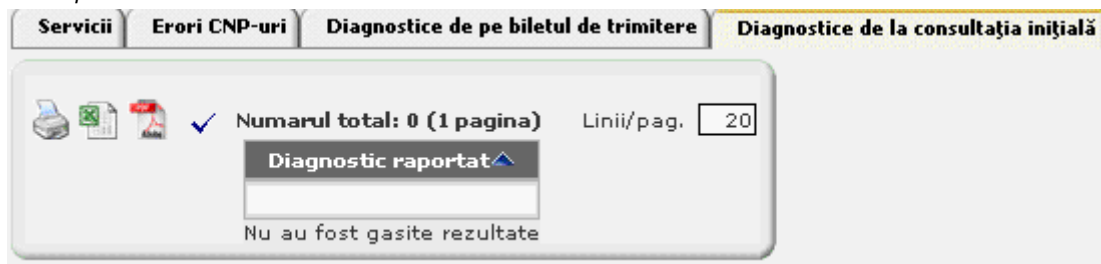 Servicii Erori CNP-uri Diagnostice de pe biletul de trimitere Diagnostice de la consultaţia iniţială
Numarul total: 0 (1 pagina) Linii/pag. 20
Diagnostic raportat
Nu au fost gasite rezultate